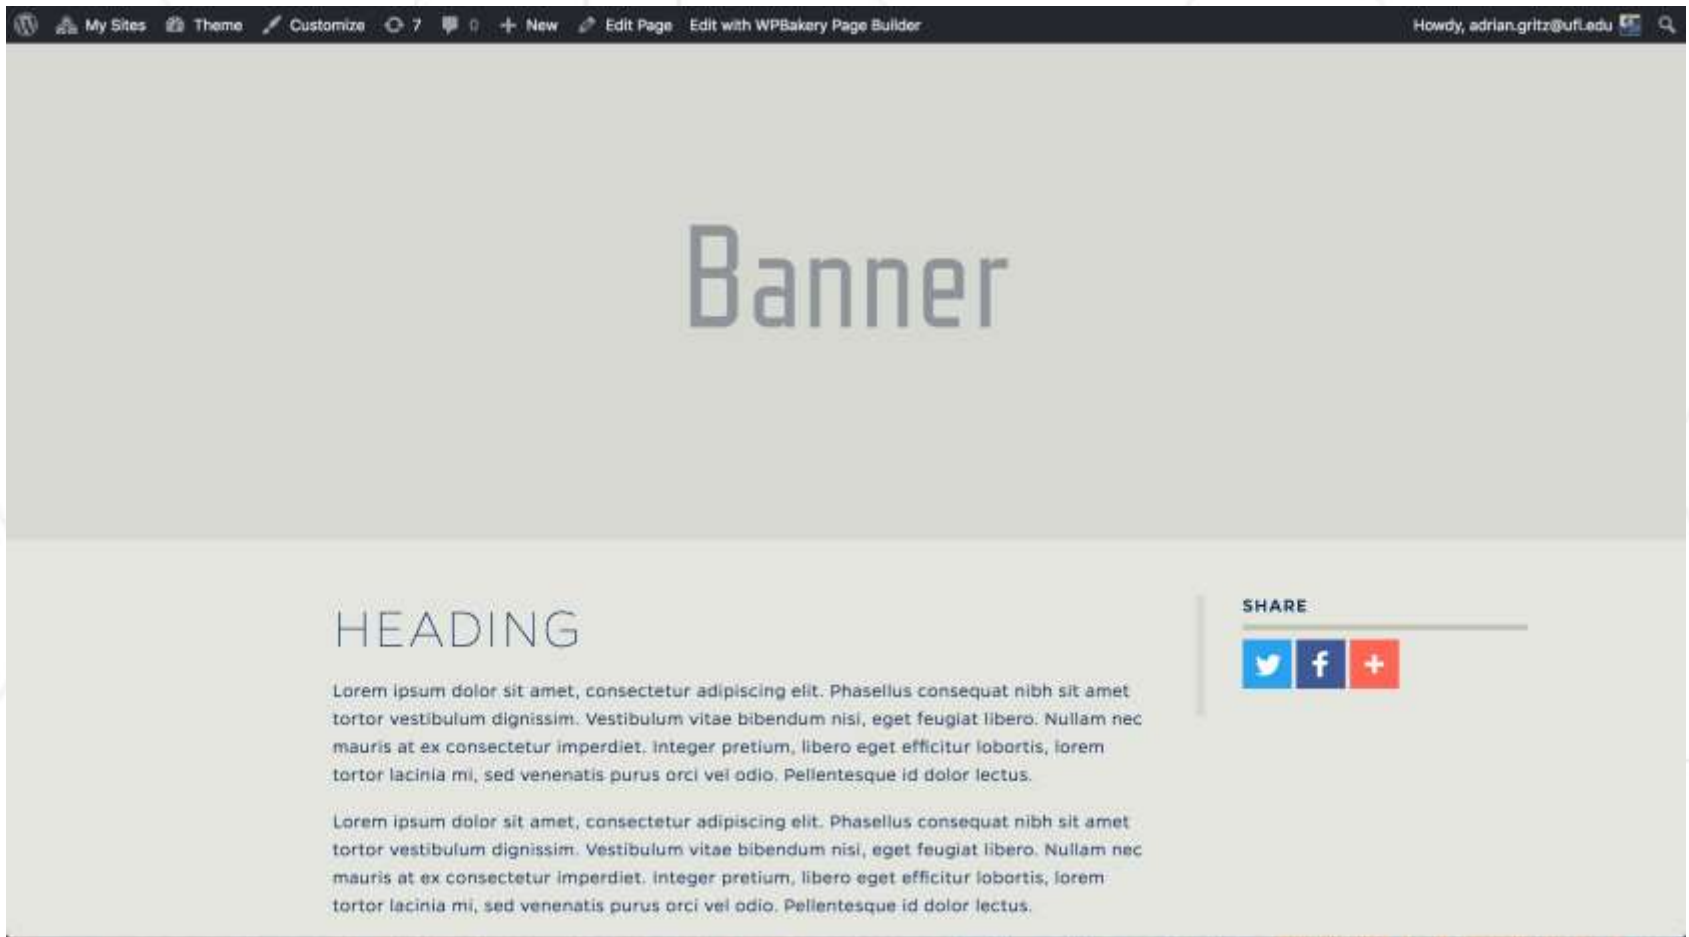 My Sites Theme Customize 7 0 New Edit Page Edit with WPBakery Page Builder Howdy, adrian.gritz@ufl.edu
Banner
HEADING
Lorem ipsum dolor sit amet, consectetur adipiscing elit. Phasellus consequat nibh sit amet
tortor vestibulum dignissim. Vestibulum vitae bibendum nisi, eget feugiat libero. Nullam nec
mauris at ex consectetur imperdiet. Integer pretium, libero eget efficitur lobortis, lorem
tortor lacinia mi, sed venenatis purus orci vel odio. Pellentesque id dolor lectus.
Lorem ipsum dolor sit amet, consectetur adipiscing elit. Phasellus consequat nibh sit amet
tortor vestibulum dignissim. Vestibulum vitae bibendum nisi, eget feugiat libero. Nullam nec
mauris at ex consectetur imperdiet. Integer pretium, libero eget efficitur lobortis, lorem
tortor lacinia mi, sed venenatis purus orci vel odio. Pellentesque id dolor lectus.
SHARE